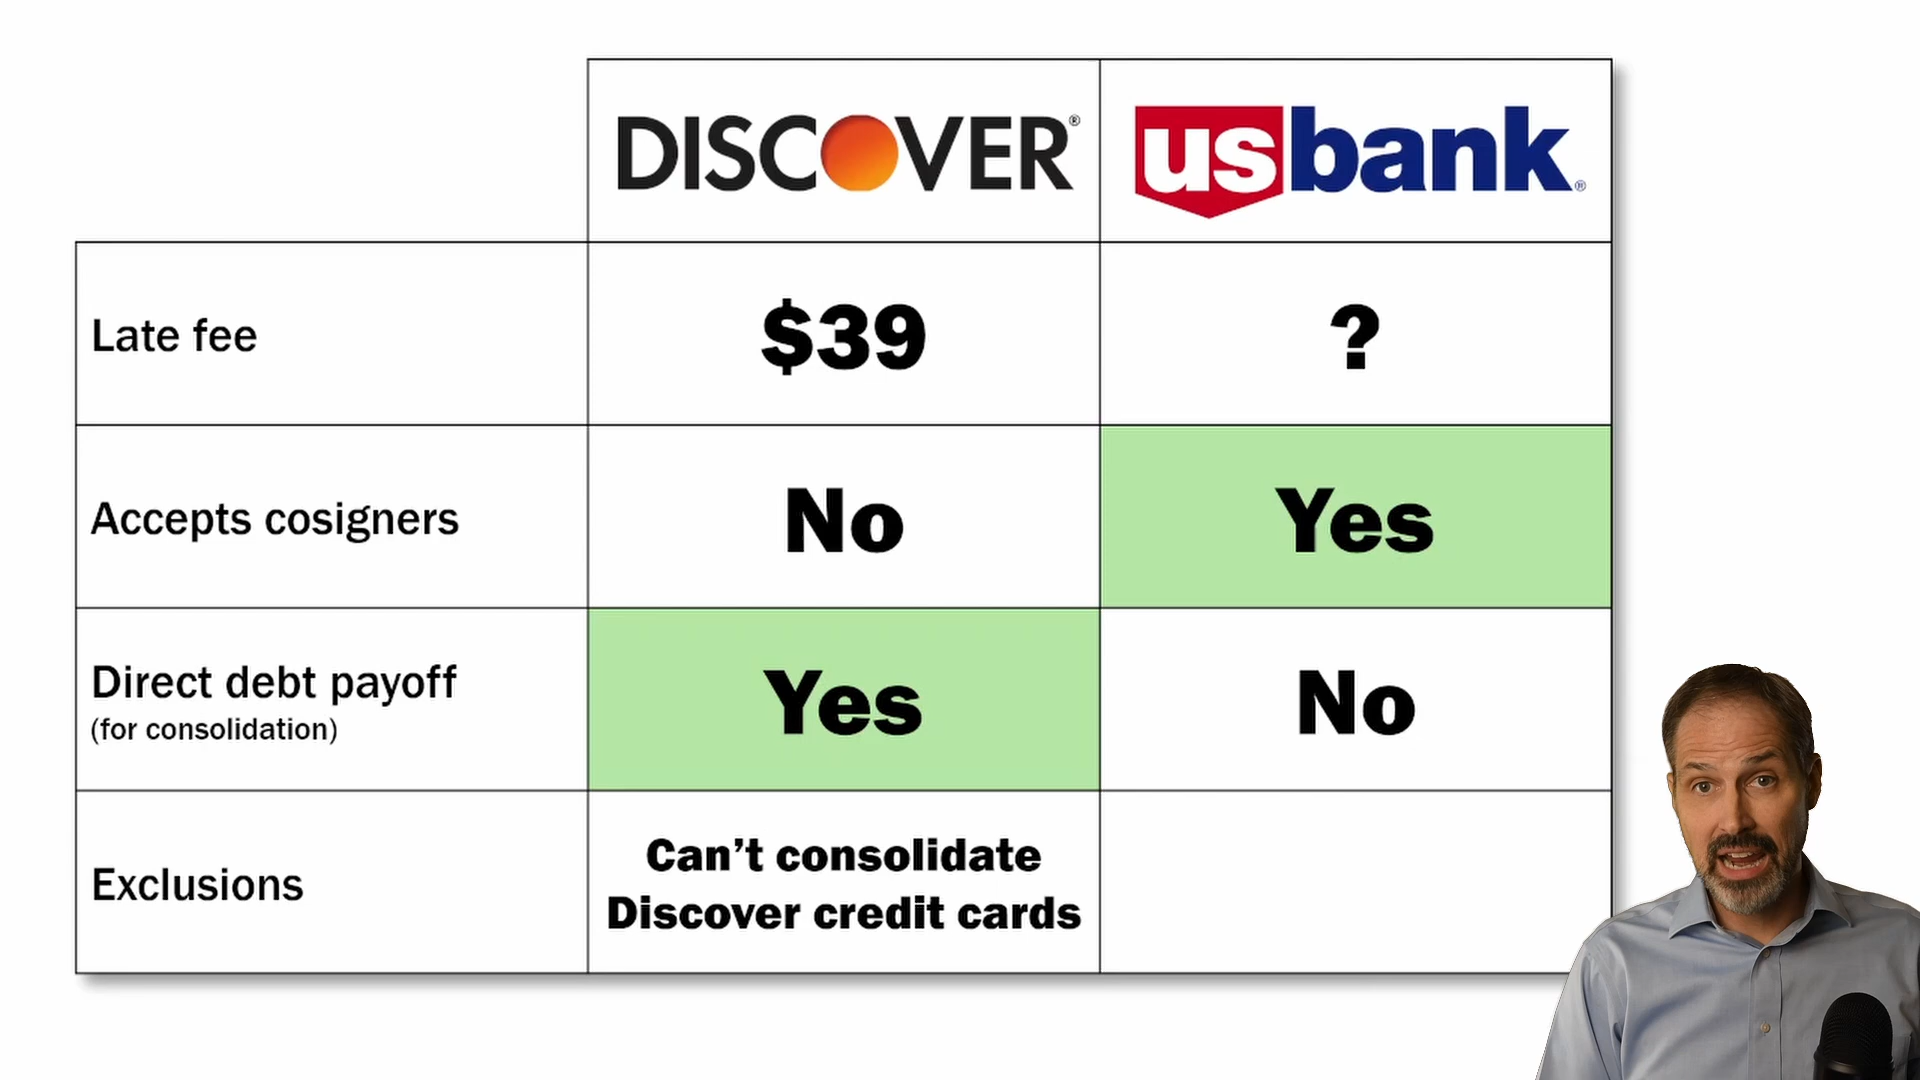 DISCOVER®
usbank®
Late fee
$39
?
Accepts cosigners
No
Yes
Direct debt payoff
(for consolidation)
Yes
No
Exclusions
Can’t consolidate
Discover credit cards